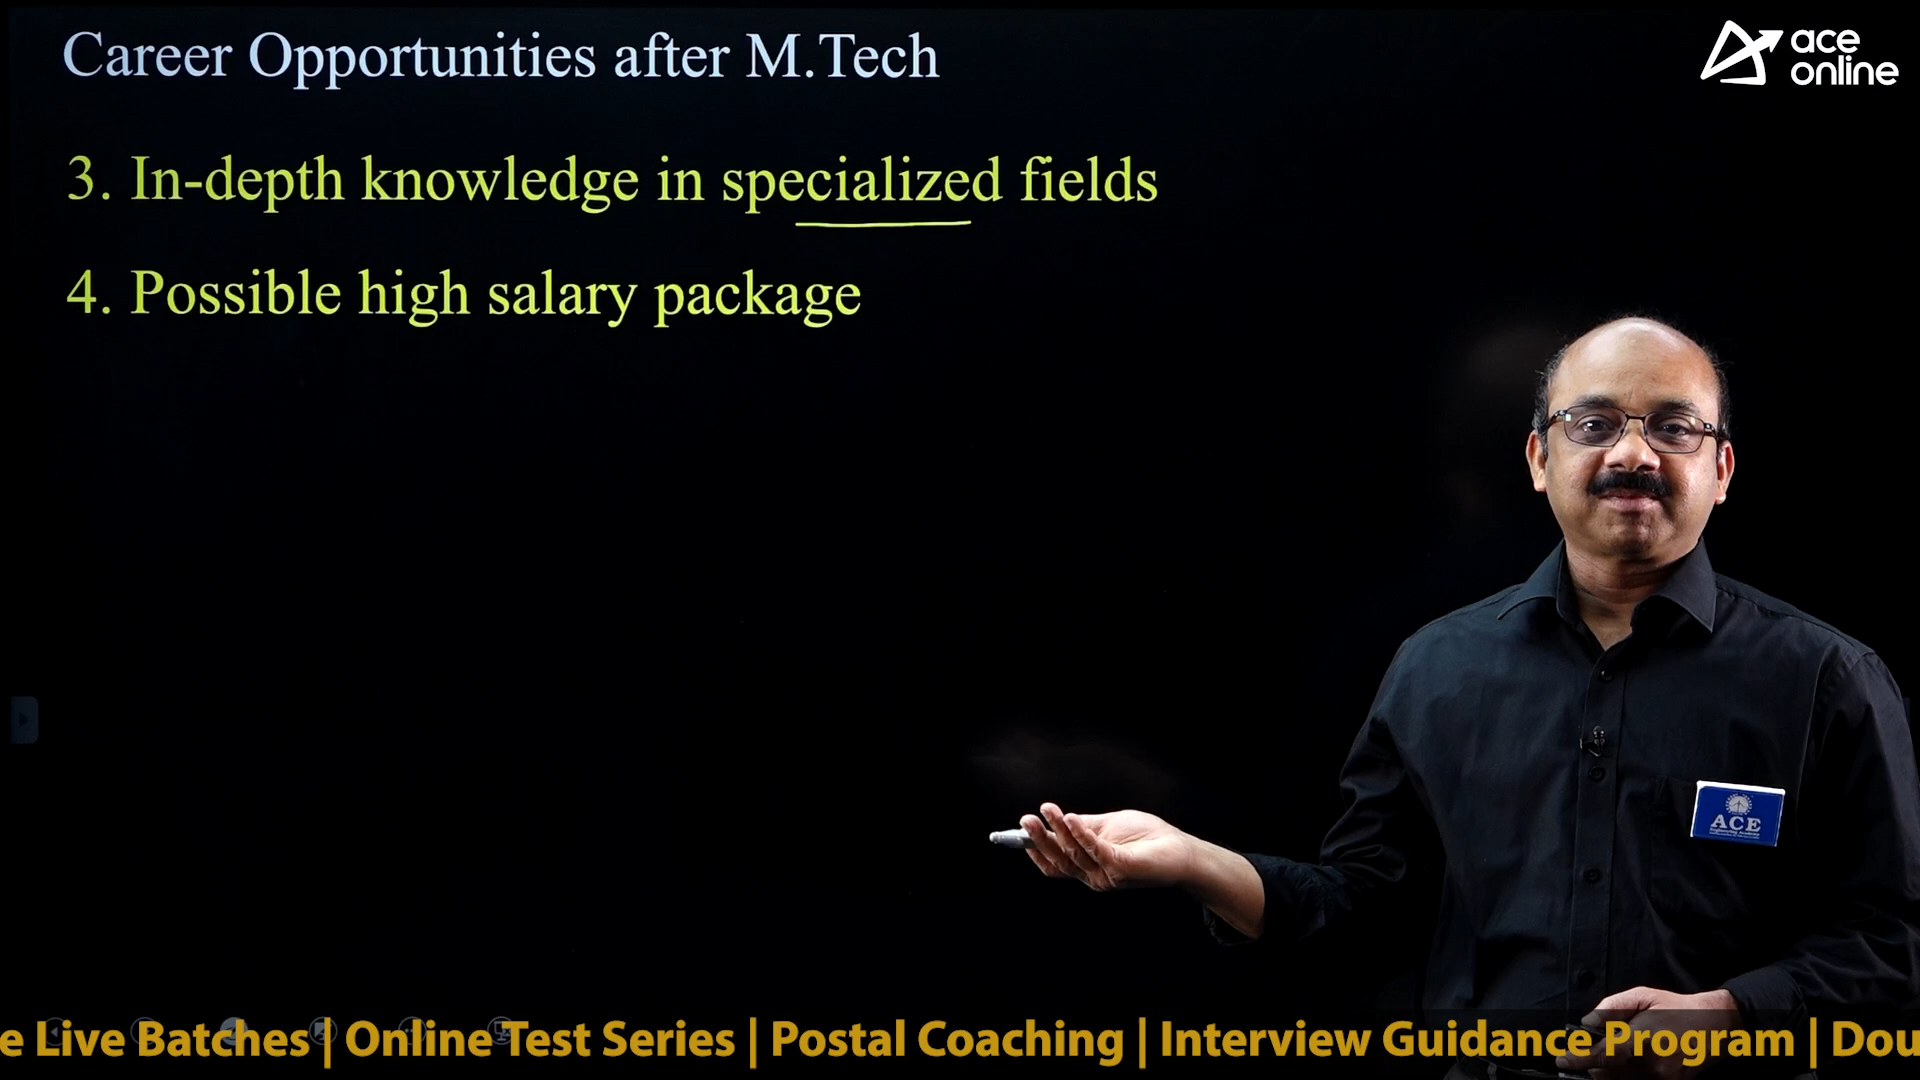 Career Opportunities after M.Tech
ace
online
3. In-depth knowledge in specialized fields
4. Possible high salary package
ACE
e Live Batches | Online Test Series | Postal Coaching | Interview Guidance Program | Dou